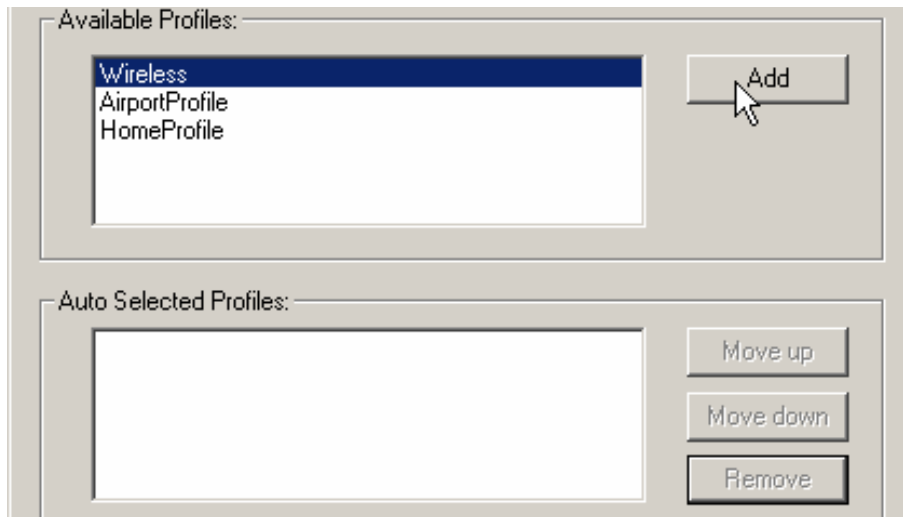 Available Profiles:
Wireless
AirportProfile
HomeProfile
Add
Auto Selected Profiles:
Move up
Move down
Remove